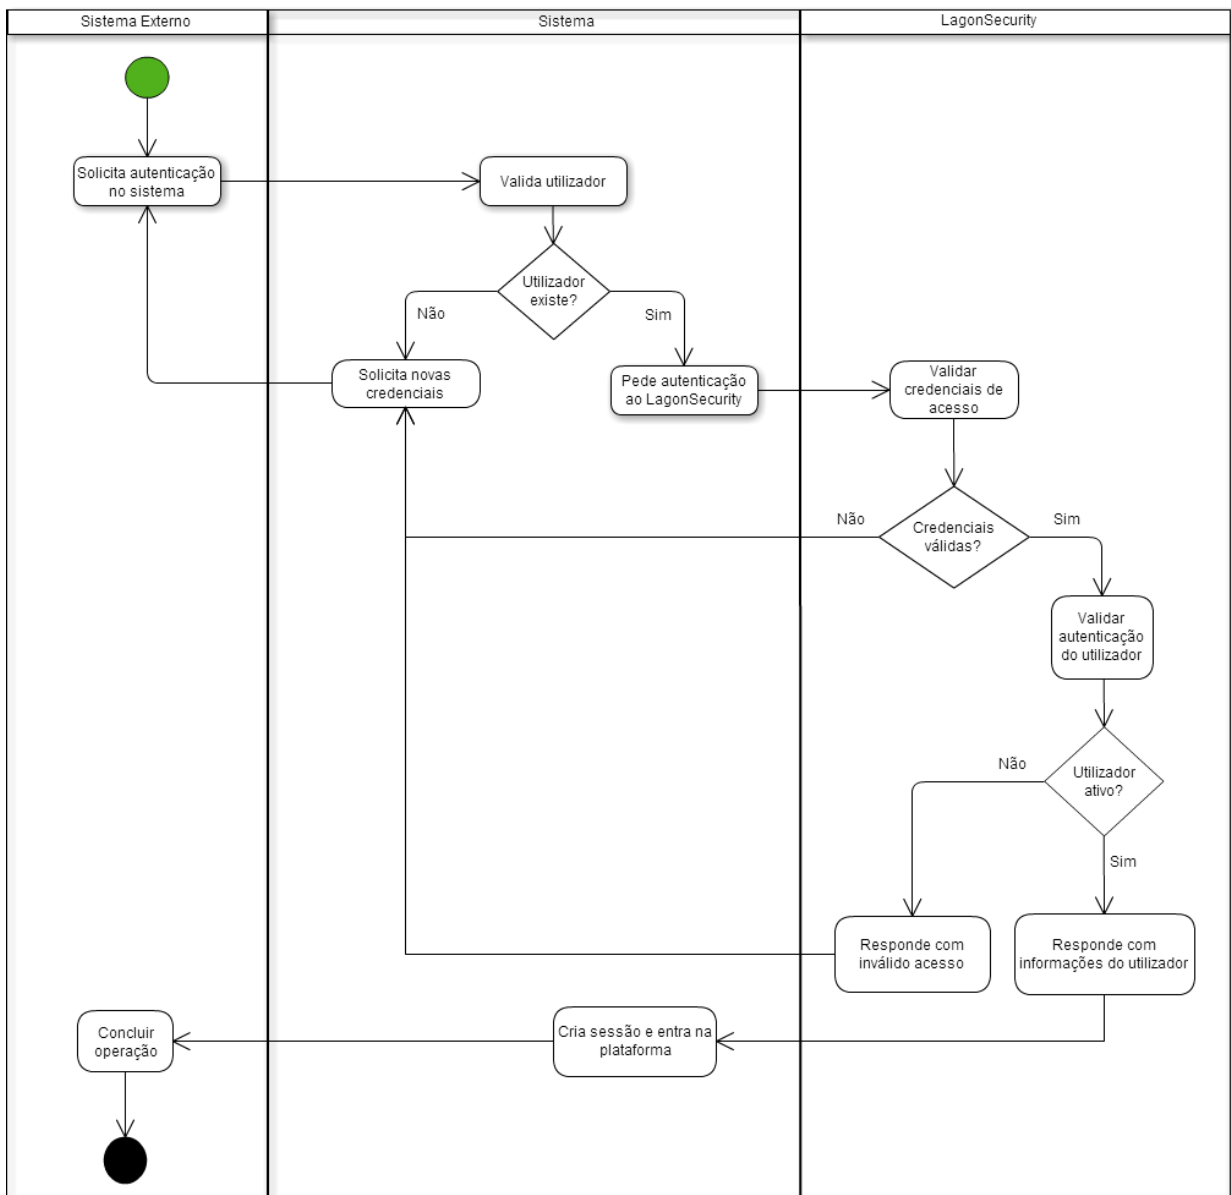 Sistema Externo
Sistema
LagonSecurity
Solicita autenticação
no sistema
Valida utilizador
Utilizador
existe?
Não
Sim
Solicita novas
credenciais
Pede autenticação
ao LagonSecurity
Validar
credenciais de
acesso
Não
Credenciais
válidas?
Sim
Validar
autenticação
do utilizador
Não
Utilizador
ativo?
Sim
Responde com
inválido acesso
Responde com
informações do utilizador
Concluir
operação
Cria sessão e entra na
plataforma